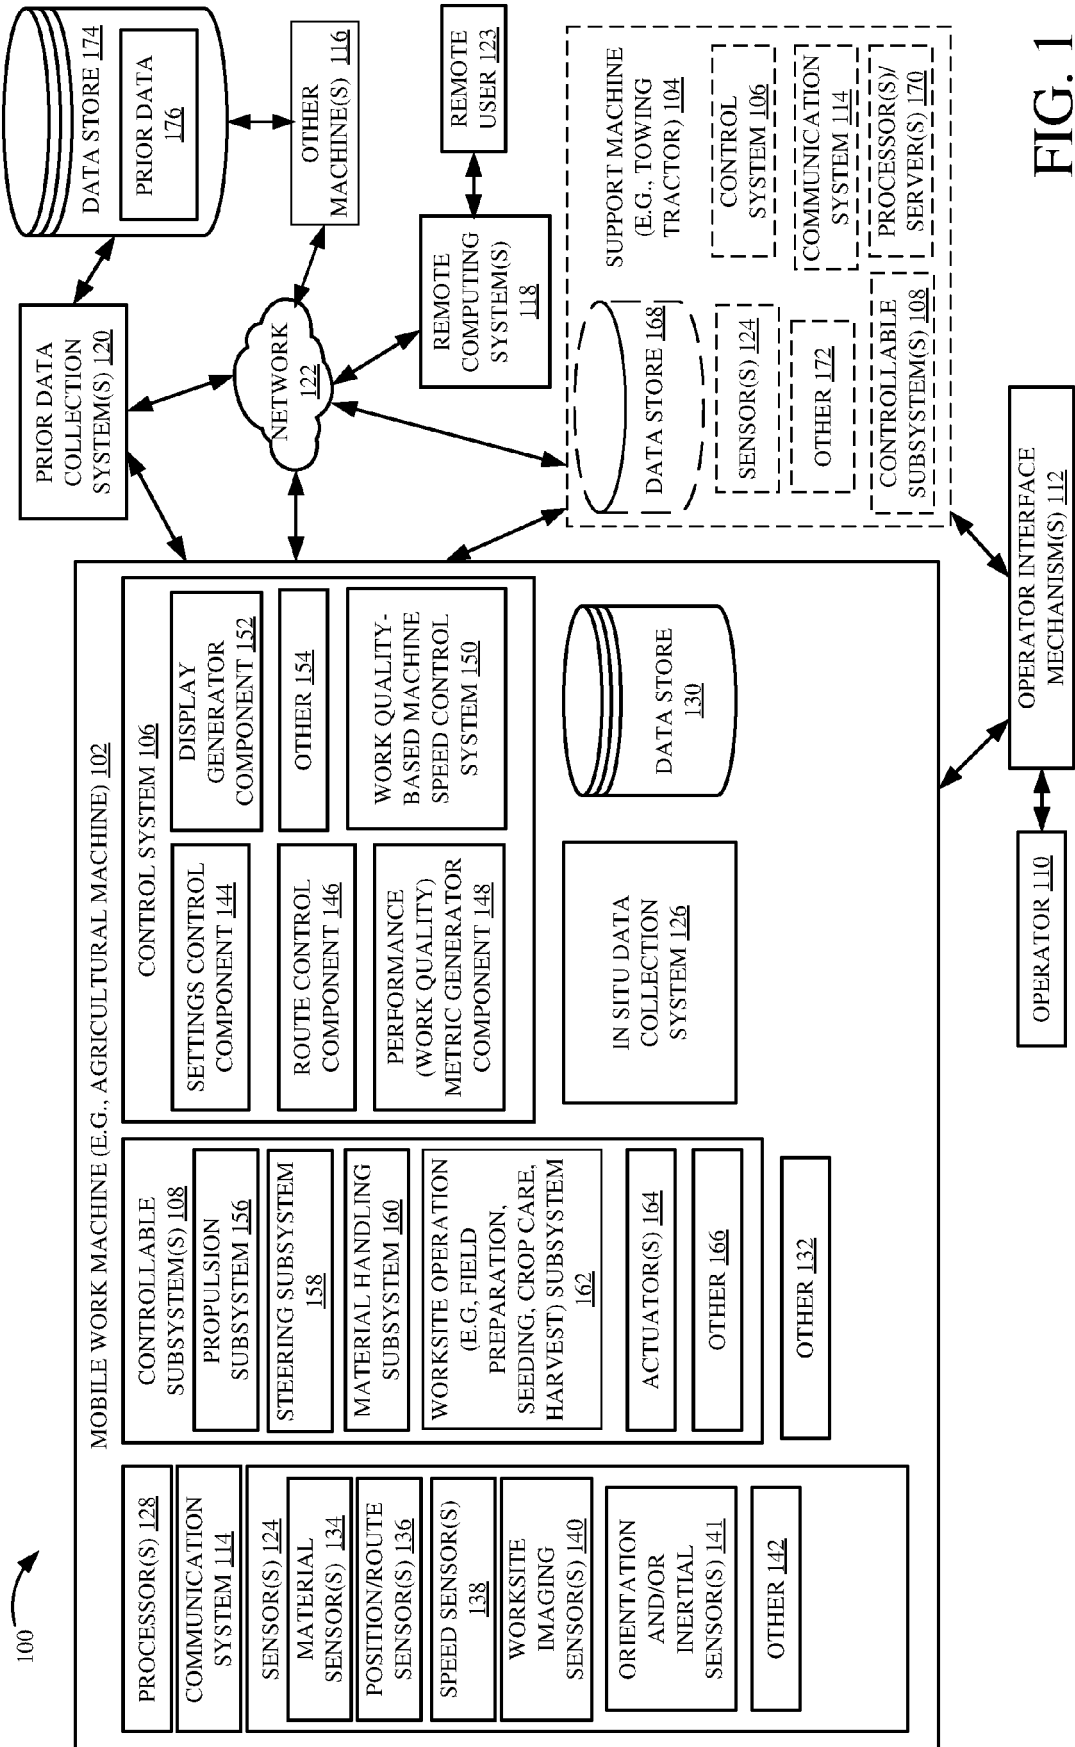 100
MOBILE WORK MACHINE (E.G., AGRICULTURAL MACHINE) 102
PROCESSOR(S) 128
COMMUNICATION
SYSTEM 114
SENSOR(S) 124
MATERIAL
SENSOR(S) 134
POSITION/ROUTE
SENSOR(S) 136
SPEED SENSOR(S)
138
WORKSITE
IMAGING
SENSOR(S) 140
ORIENTATION
AND/OR
INERTIAL
SENSOR(S) 141
OTHER 142
CONTROLLABLE
SUBSYSTEM(S) 108
PROPULSION
SUBSYSTEM 156
STEERING SUBSYSTEM
158
MATERIAL HANDLING
SUBSYSTEM 160
WORKSITE OPERATION
(E.G, FIELD
PREPARATION,
SEEDING, CROP CARE,
HARVEST) SUBSYSTEM
162
ACTUATOR(S) 164
OTHER 166
OTHER 132
CONTROL SYSTEM 106
SETTINGS CONTROL
COMPONENT 144
ROUTE CONTROL
COMPONENT 146
PERFORMANCE
(WORK QUALITY)
METRIC GENERATOR
COMPONENT 148
DISPLAY
GENERATOR
COMPONENT 152
OTHER 154
WORK QUALITY-
BASED MACHINE
SPEED CONTROL
SYSTEM 150
IN SITU DATA
COLLECTION
SYSTEM 126
DATA STORE
130
PRIOR DATA
COLLECTION
SYSTEM(S) 120
DATA STORE 174
PRIOR DATA
176
NETWORK
122
OTHER
MACHINE(S) 116
REMOTE
COMPUTING
SYSTEM(S)
118
REMOTE
USER 123
SUPPORT MACHINE
(E.G., TOWING
TRACTOR) 104
DATA STORE 168
SENSOR(S) 124
OTHER 172
CONTROLLABLE
SUBSYSTEM(S) 108
CONTROL
SYSTEM 106
COMMUNICATION
SYSTEM 114
PROCESSOR(S)/
SERVER(S) 170
OPERATOR 110
OPERATOR INTERFACE
MECHANISM(S) 112
FIG. 1